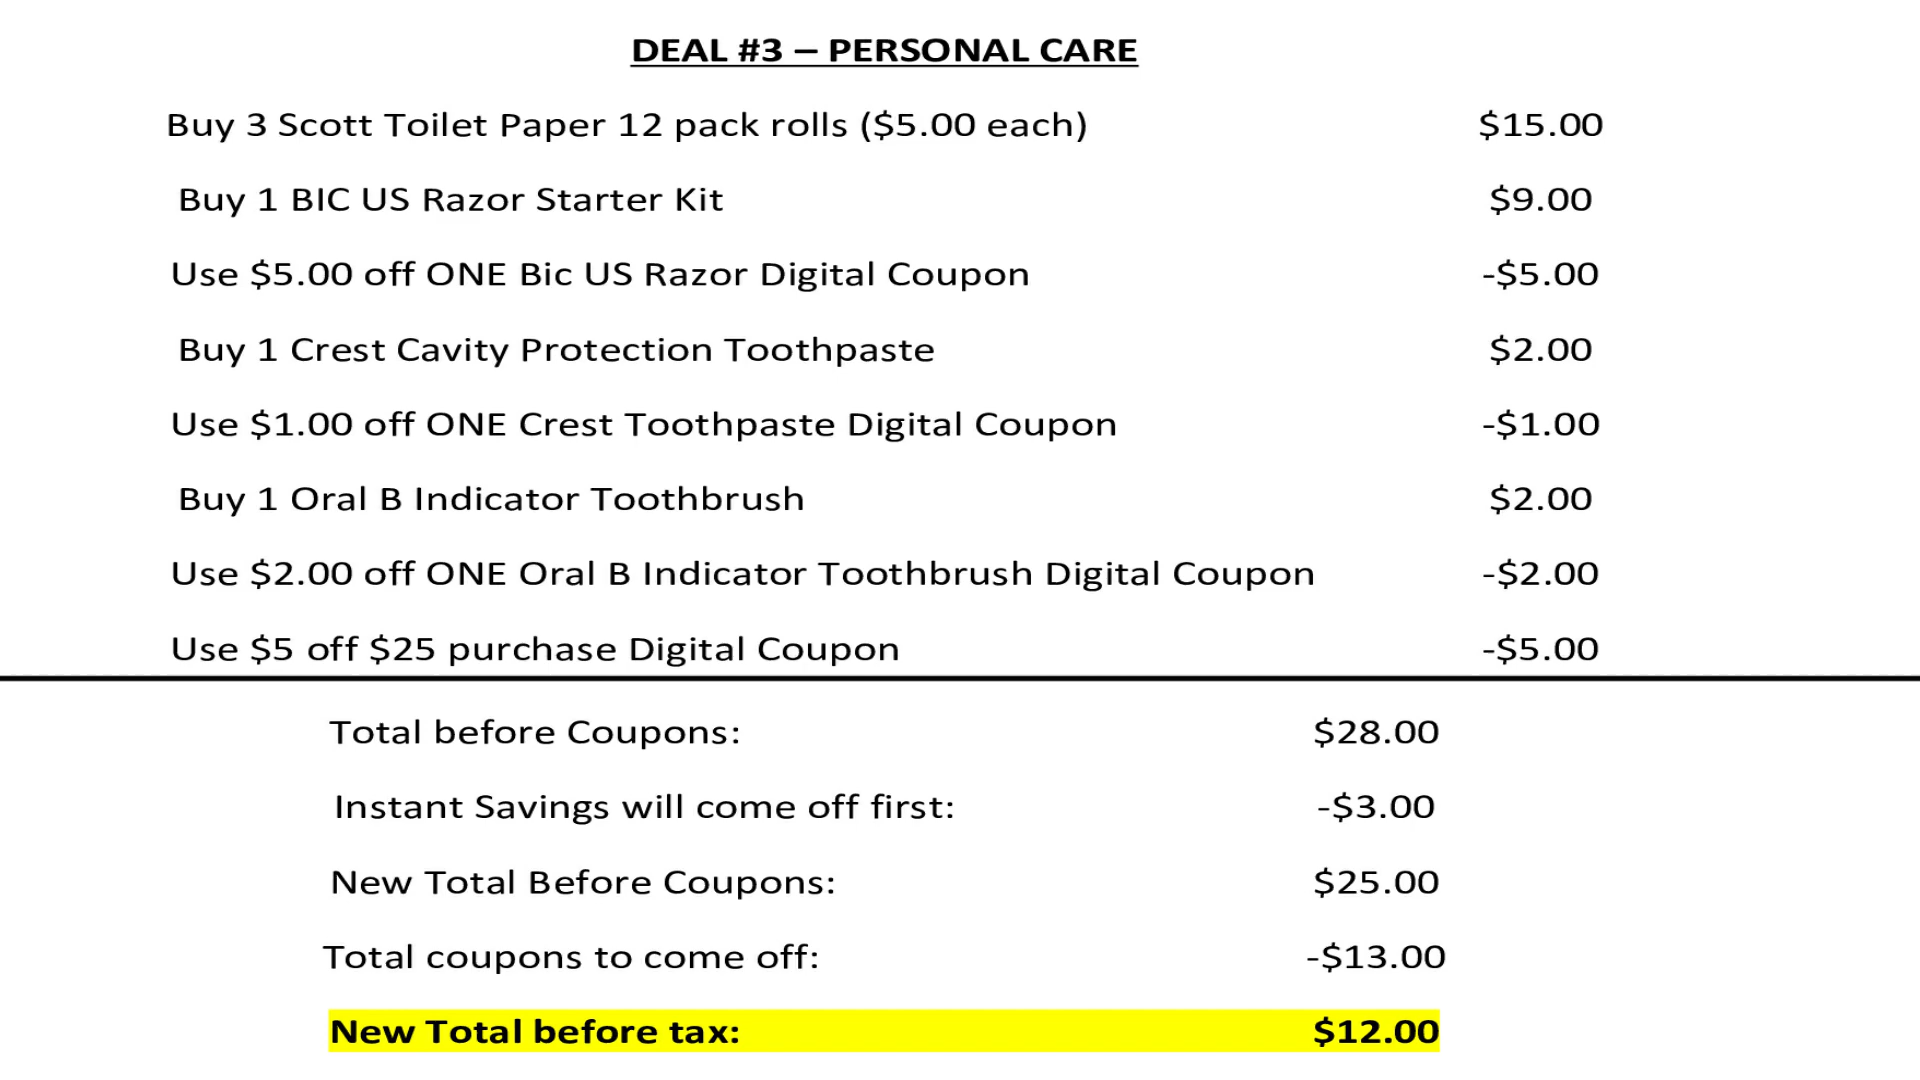 DEAL #3 – PERSONAL CARE
Buy 3 Scott Toilet Paper 12 pack rolls ($5.00 each) $15.00
Buy 1 BIC US Razor Starter Kit $9.00
Use $5.00 off ONE Bic US Razor Digital Coupon -$5.00
Buy 1 Crest Cavity Protection Toothpaste $2.00
Use $1.00 off ONE Crest Toothpaste Digital Coupon -$1.00
Buy 1 Oral B Indicator Toothbrush $2.00
Use $2.00 off ONE Oral B Indicator Toothbrush Digital Coupon -$2.00
Use $5 off $25 purchase Digital Coupon -$5.00
Total before Coupons: $28.00
Instant Savings will come off first: -$3.00
New Total Before Coupons: $25.00
Total coupons to come off: -$13.00
New Total before tax: $12.00